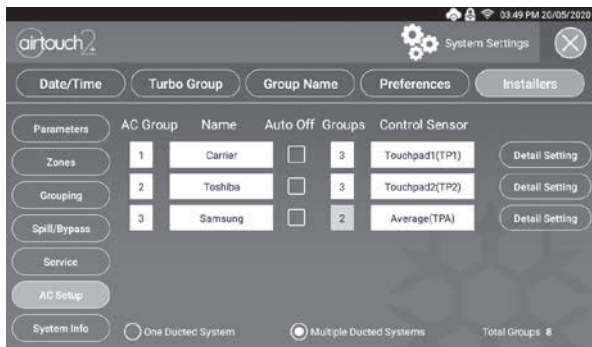 03:49 PM 20/05/2020
airtouch2 System Settings
Date/Time Turbo Group Group Name Preferences Installers
Parameters AC Group Name Auto Off Groups Control Sensor
1 Carrier 3 Touchpad1(TP1) Detail Setting
Zones
2 Toshiba 3 Touchpad2(TP2) Detail Setting
Grouping
3 Samsung 2 Average(TPA) Detail Setting
Spill/Bypass
Service
AC Setup
System Info One Ducted System Multiple Ducted Systems Total Groups 8